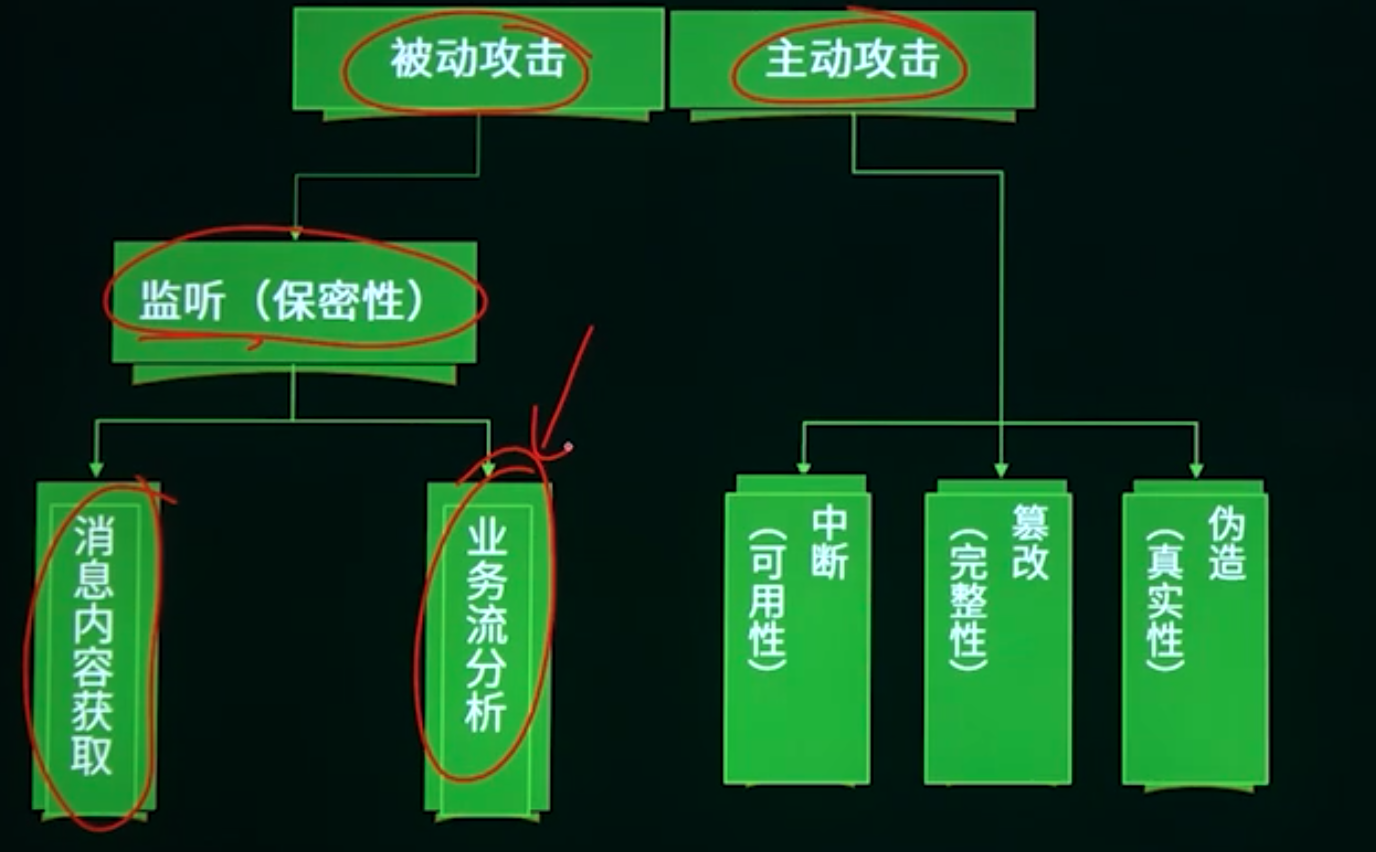 被动攻击
主动攻击
监听（保密性）
消息内容获取
业务流分析
中断
（可用性）
篡改
（完整性）
伪造
（真实性）